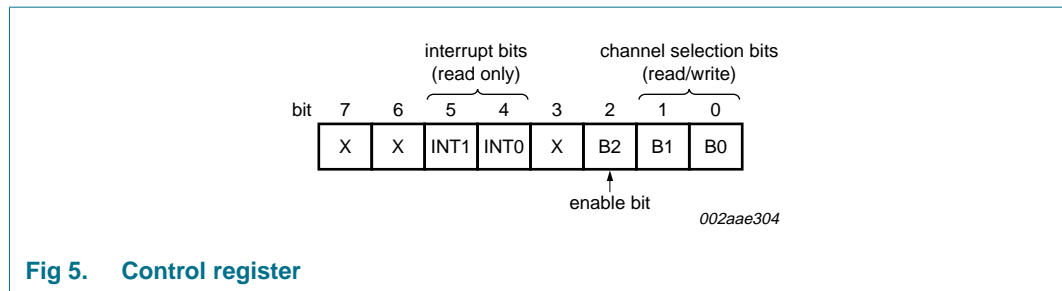 interrupt bits channel selection bits
(read only) (read/write)
bit 7 6 5 4 3 2 1 0
X X INT1 INT0 X B2 B1 B0
enable bit
002aae304
Fig 5. Control register